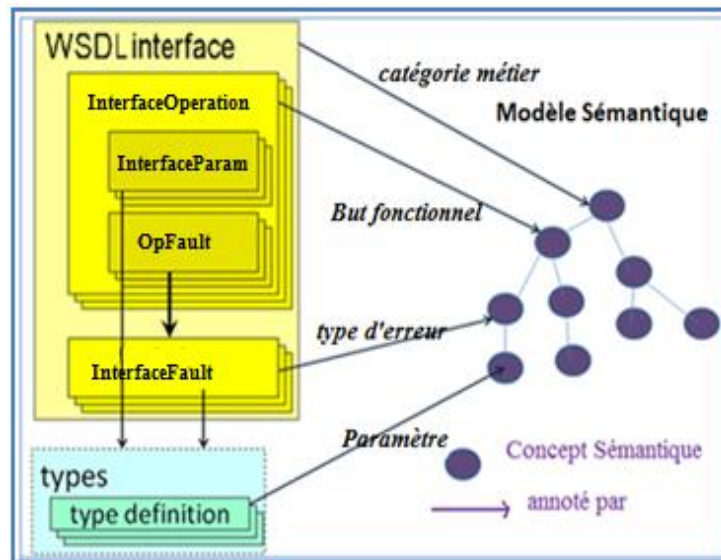 WSDL interface
InterfaceOperation
InterfaceParam
OpFault
InterfaceFault
types
type definition
catégorie métier
Modèle Sémantique
But fonctionnel
type d'erreur
Paramètre
Concept Sémantique
annoté par